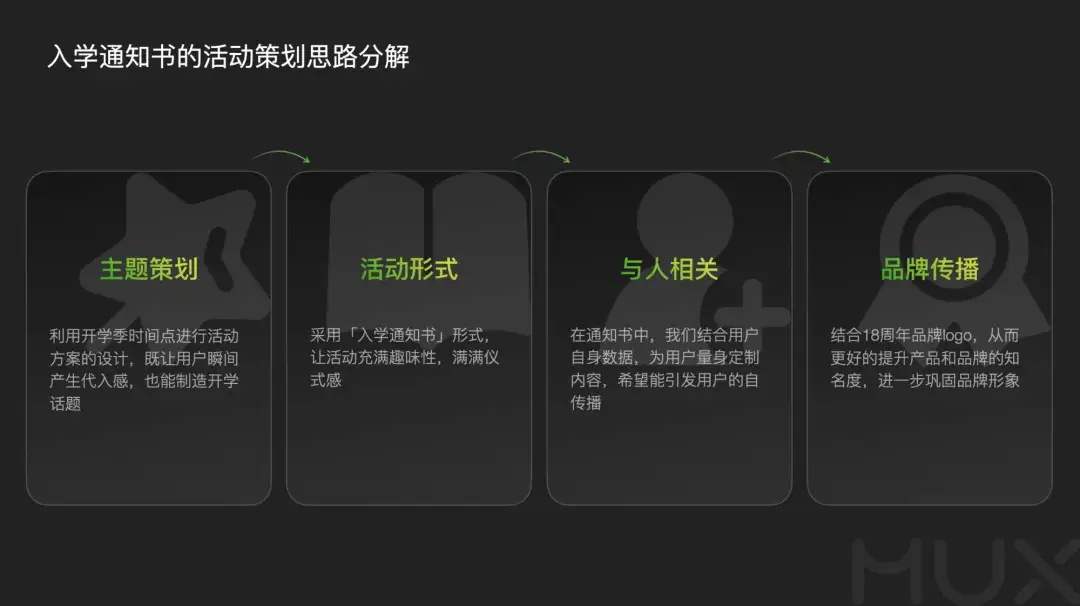 入学通知书的活动策划思路分解
主题策划
利用开学季时间点进行活动
方案的设计，既让用户瞬间
产生代入感，也能制造开学
话题
活动形式
采用「入学通知书」形式，
让活动充满趣味性，满满仪
式感
与人相关
在通知书中，我们结合用户
自身数据，为用户量身定制
内容，希望能引发用户的自
传播
品牌传播
结合18周年品牌logo，从而
更好的提升产品和品牌的知
名度，进一步巩固品牌形象
MUX